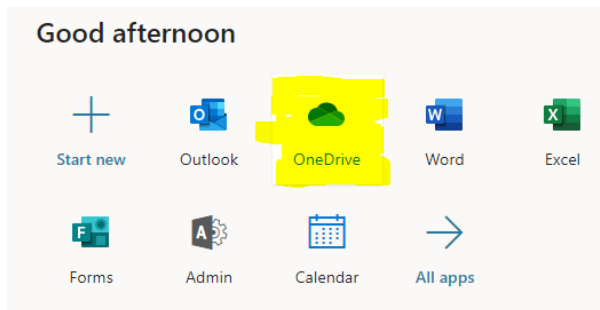 Good afternoon
Start new Outlook OneDrive Word Excel
Forms Admin Calendar All apps